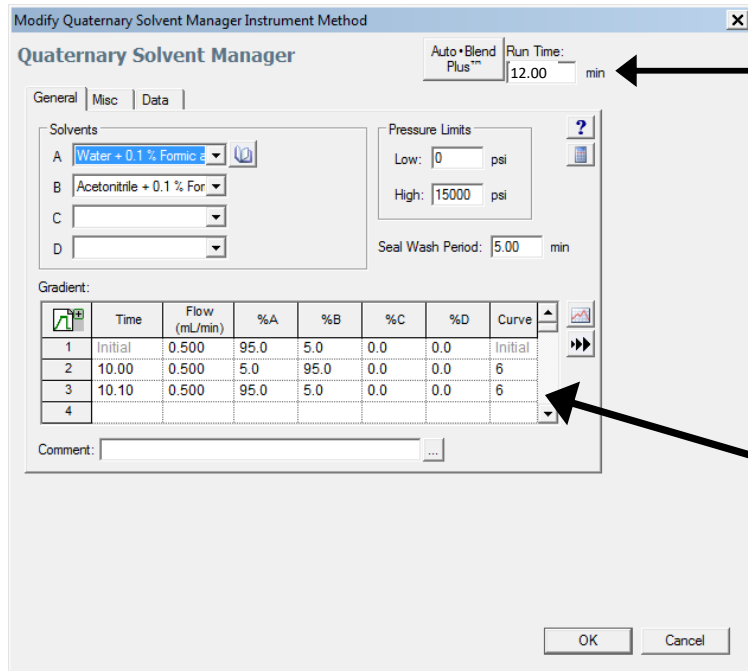 Modify Quaternary Solvent Manager Instrument Method
Quaternary Solvent Manager
Auto•Blend Plus™
Run Time:
12.00 min
General Misc Data
Solvents
A Water + 0.1 % Formic a
B Acetonitrile + 0.1 % For
C
D
Pressure Limits
Low: 0 psi
High: 15000 psi
?
Seal Wash Period: 5.00 min
Gradient:
Time Flow (mL/min) %A %B %C %D Curve
1 Initial 0.500 95.0 5.0 0.0 0.0 Initial
2 10.00 0.500 5.0 95.0 0.0 0.0 6
3 10.10 0.500 95.0 5.0 0.0 0.0 6
4
Comment: ...
OK Cancel